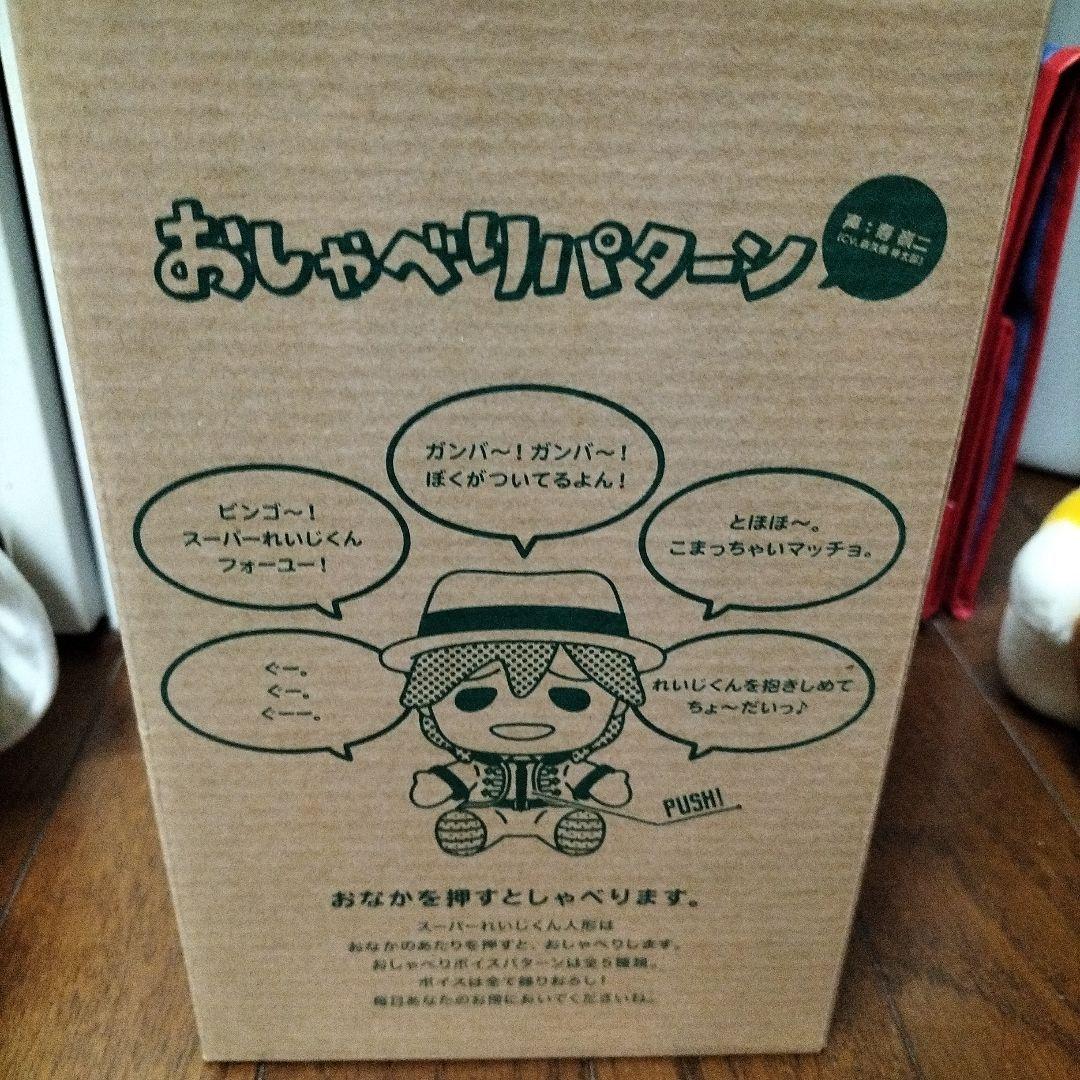 おしゃべりパターン
声：寿 嶺二
ガンバ〜！ガンバ〜！
ぼくがついてるよん！
ビンゴ〜！
スーパーれいじくん
フォーユー！
とほほ〜。
こまっちゃいマッチョ。
ぐー。
ぐー。
ぐーー。
れいじくんを抱きしめて
ちょ〜だいっ♪
PUSH!
おなかを押すとしゃべります。
スーパーれいじくん人形は
おなかのあたりを押すと、おしゃべりします。
おしゃべりボイスパターンは全5種類。
ボイスは全て録りおろし！
毎日あなたのお側においてくださいね。